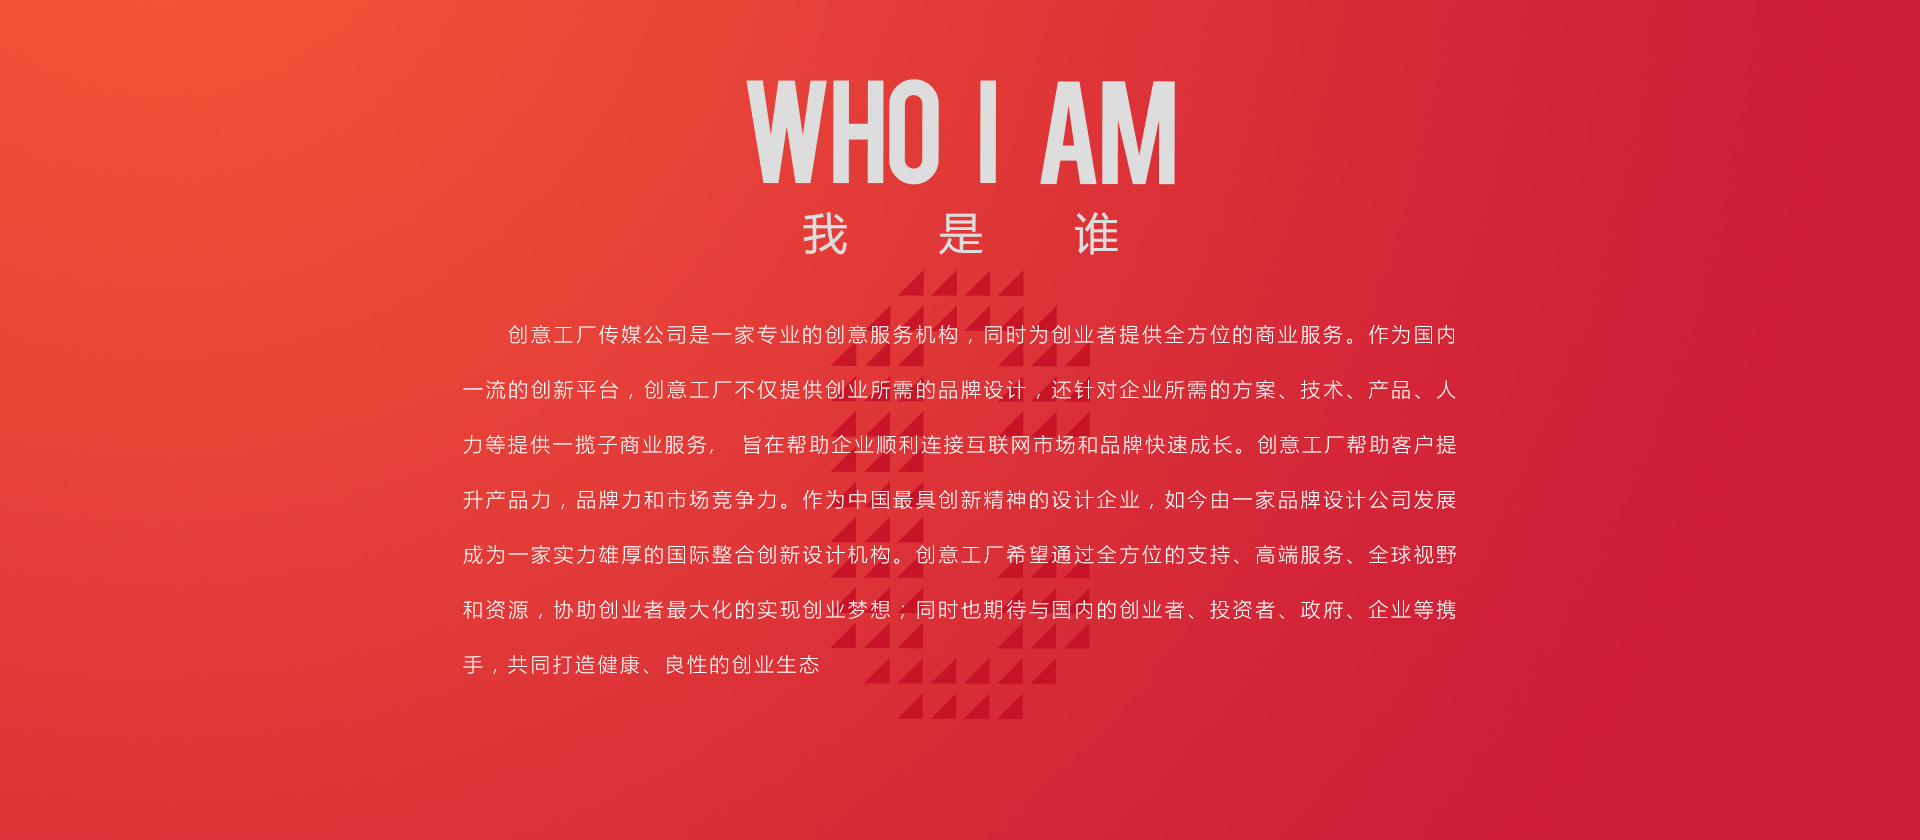 WHO I AM
我 是 谁
创意工厂传媒公司是一家专业的创意服务机构，同时为创业者提供全方位的商业服务。作为国内
一流的创新平台，创意工厂不仅提供创业所需的品牌设计，还针对企业所需的方案、技术、产品、人
力等提供一揽子商业服务, 旨在帮助企业顺利连接互联网市场和品牌快速成长。创意工厂帮助客户提
升产品力，品牌力和市场竞争力。作为中国最具创新精神的设计企业，如今由一家品牌设计公司发展
成为一家实力雄厚的国际整合创新设计机构。创意工厂希望通过全方位的支持、高端服务、全球视野
和资源，协助创业者最大化的实现创业梦想；同时也期待与国内的创业者、投资者、政府、企业等携
手，共同打造健康、良性的创业生态